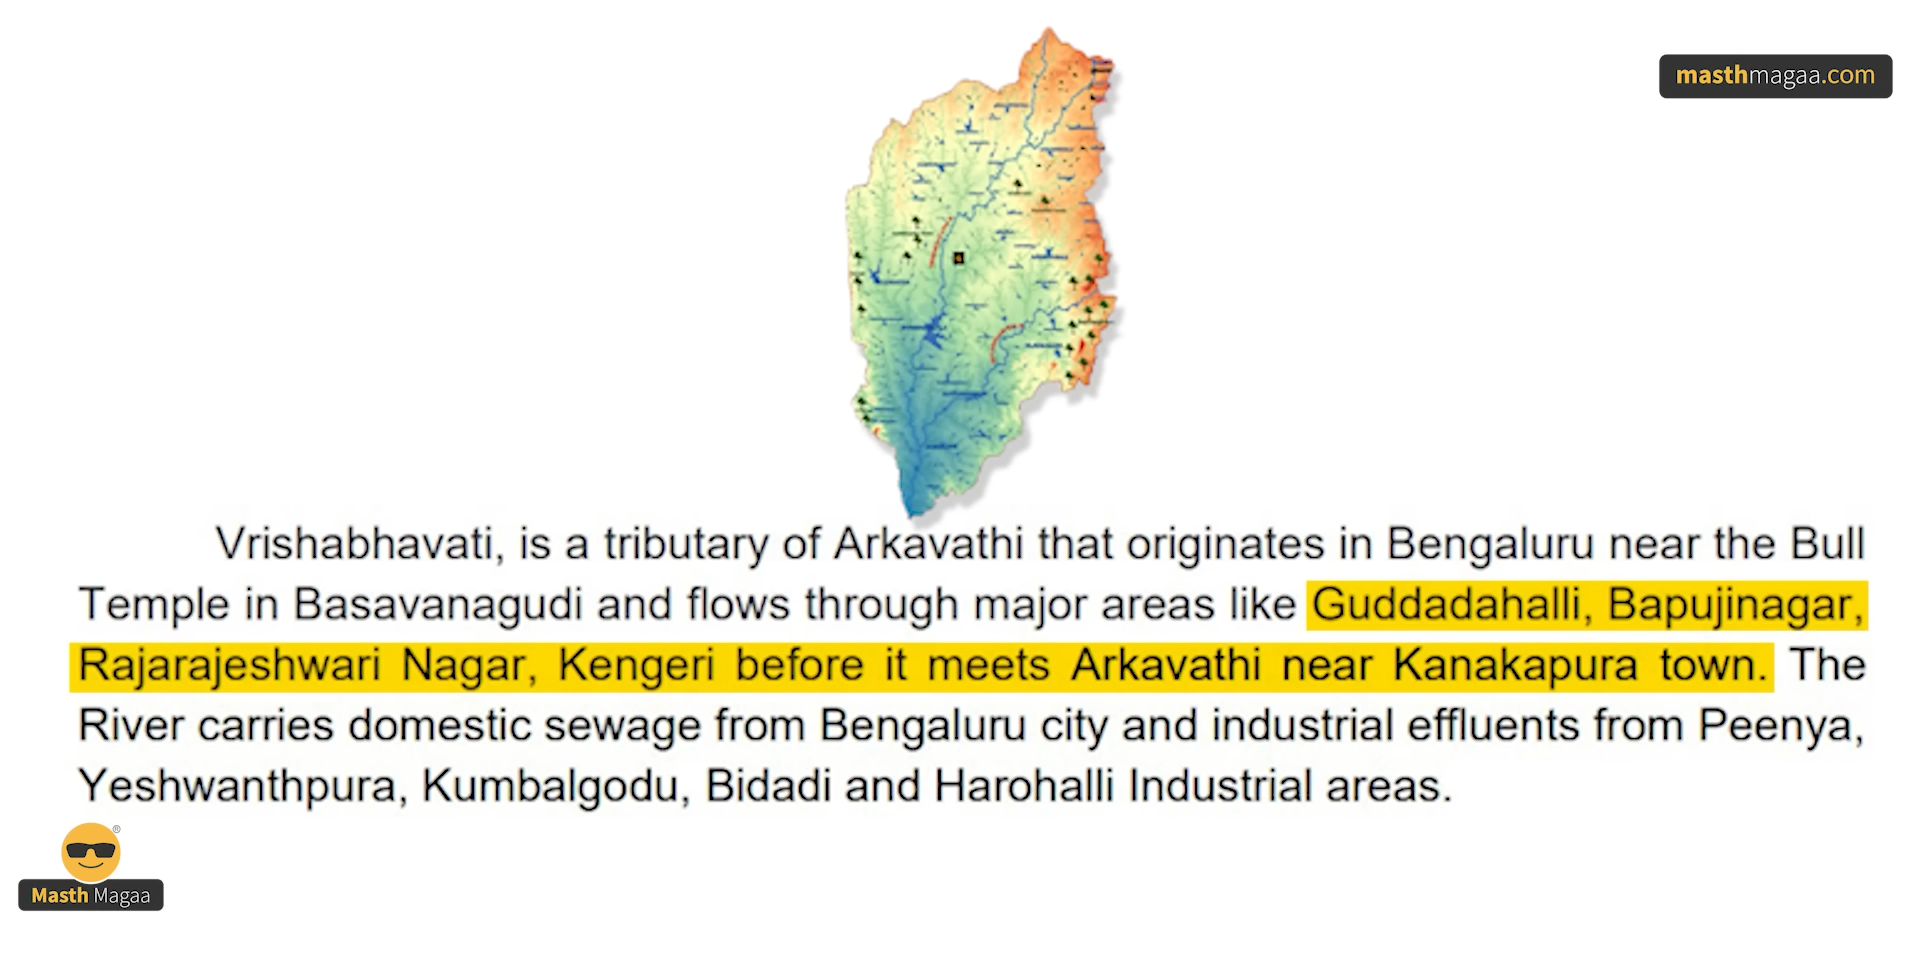 masthmagaa.com
Vrishabhavati, is a tributary of Arkavathi that originates in Bengaluru near the Bull
Temple in Basavanagudi and flows through major areas like Guddadahalli, Bapujinagar,
Rajarajeshwari Nagar, Kengeri before it meets Arkavathi near Kanakapura town. The
River carries domestic sewage from Bengaluru city and industrial effluents from Peenya,
Yeshwanthpura, Kumbalgodu, Bidadi and Harohalli Industrial areas.
®
Masth Magaa